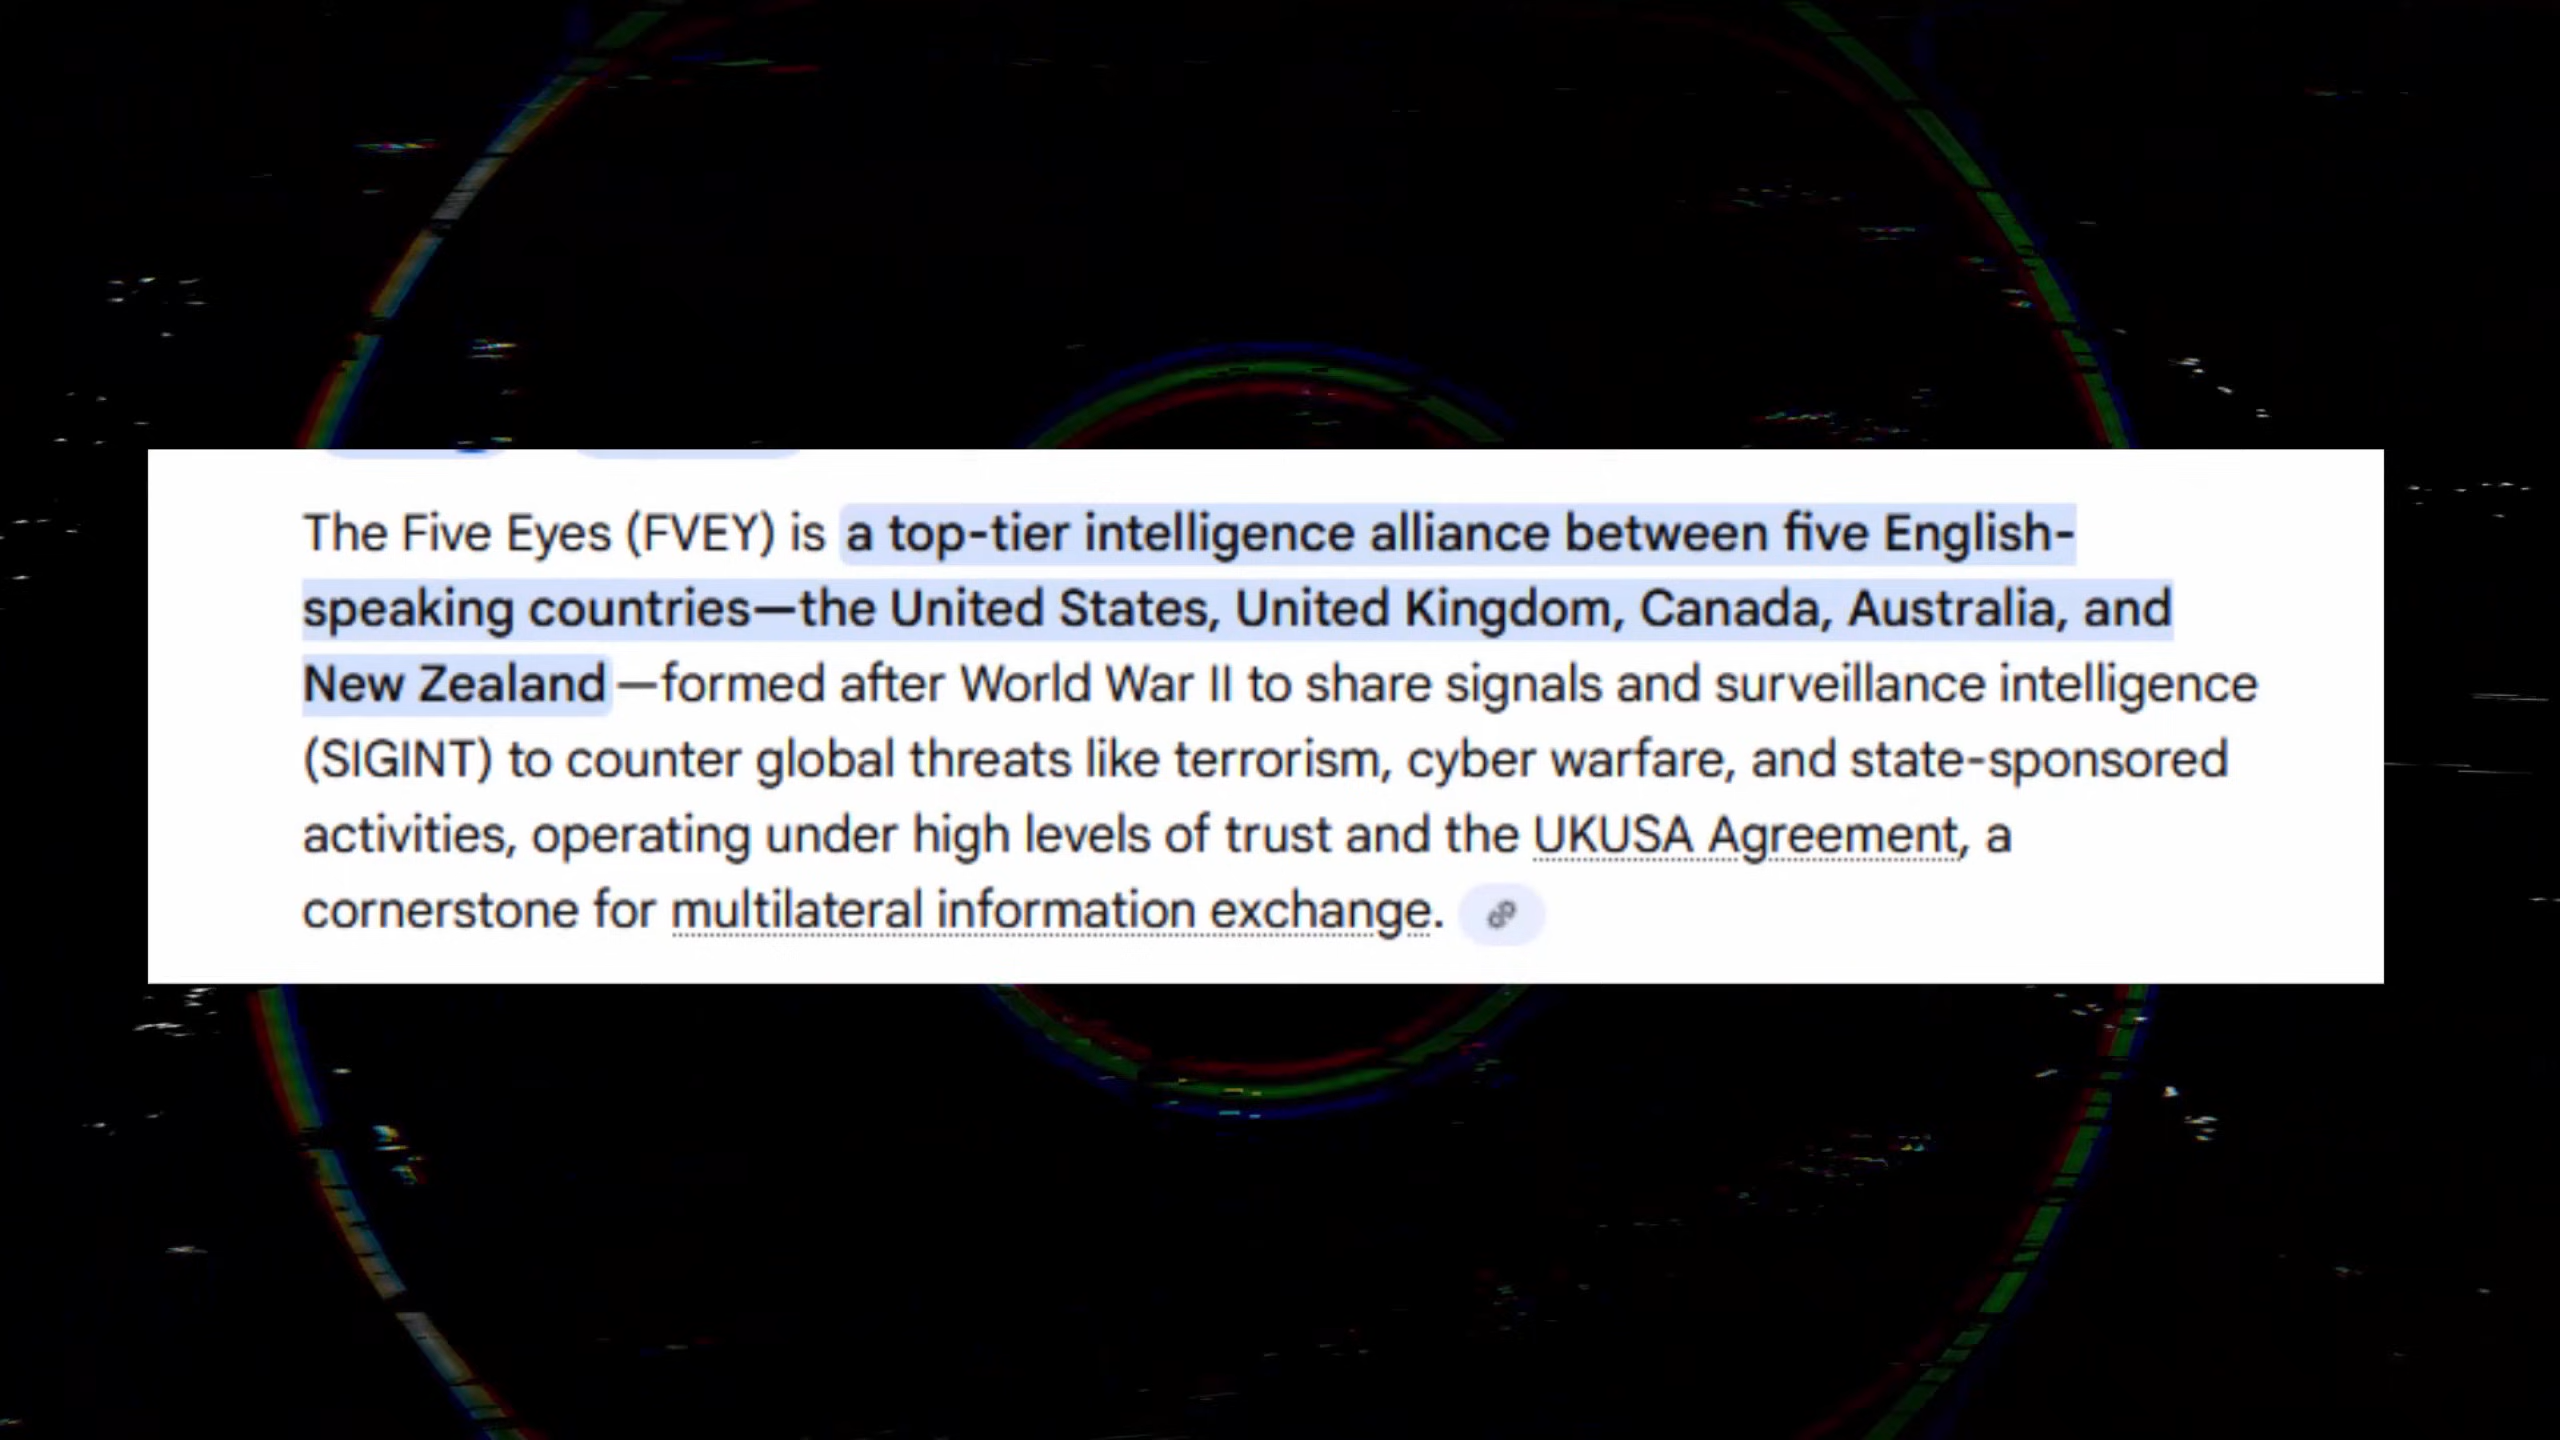 The Five Eyes (FVEY) is a top-tier intelligence alliance between five English-
speaking countries—the United States, United Kingdom, Canada, Australia, and
New Zealand—formed after World War II to share signals and surveillance intelligence
(SIGINT) to counter global threats like terrorism, cyber warfare, and state-sponsored
activities, operating under high levels of trust and the UKUSA Agreement, a
cornerstone for multilateral information exchange.